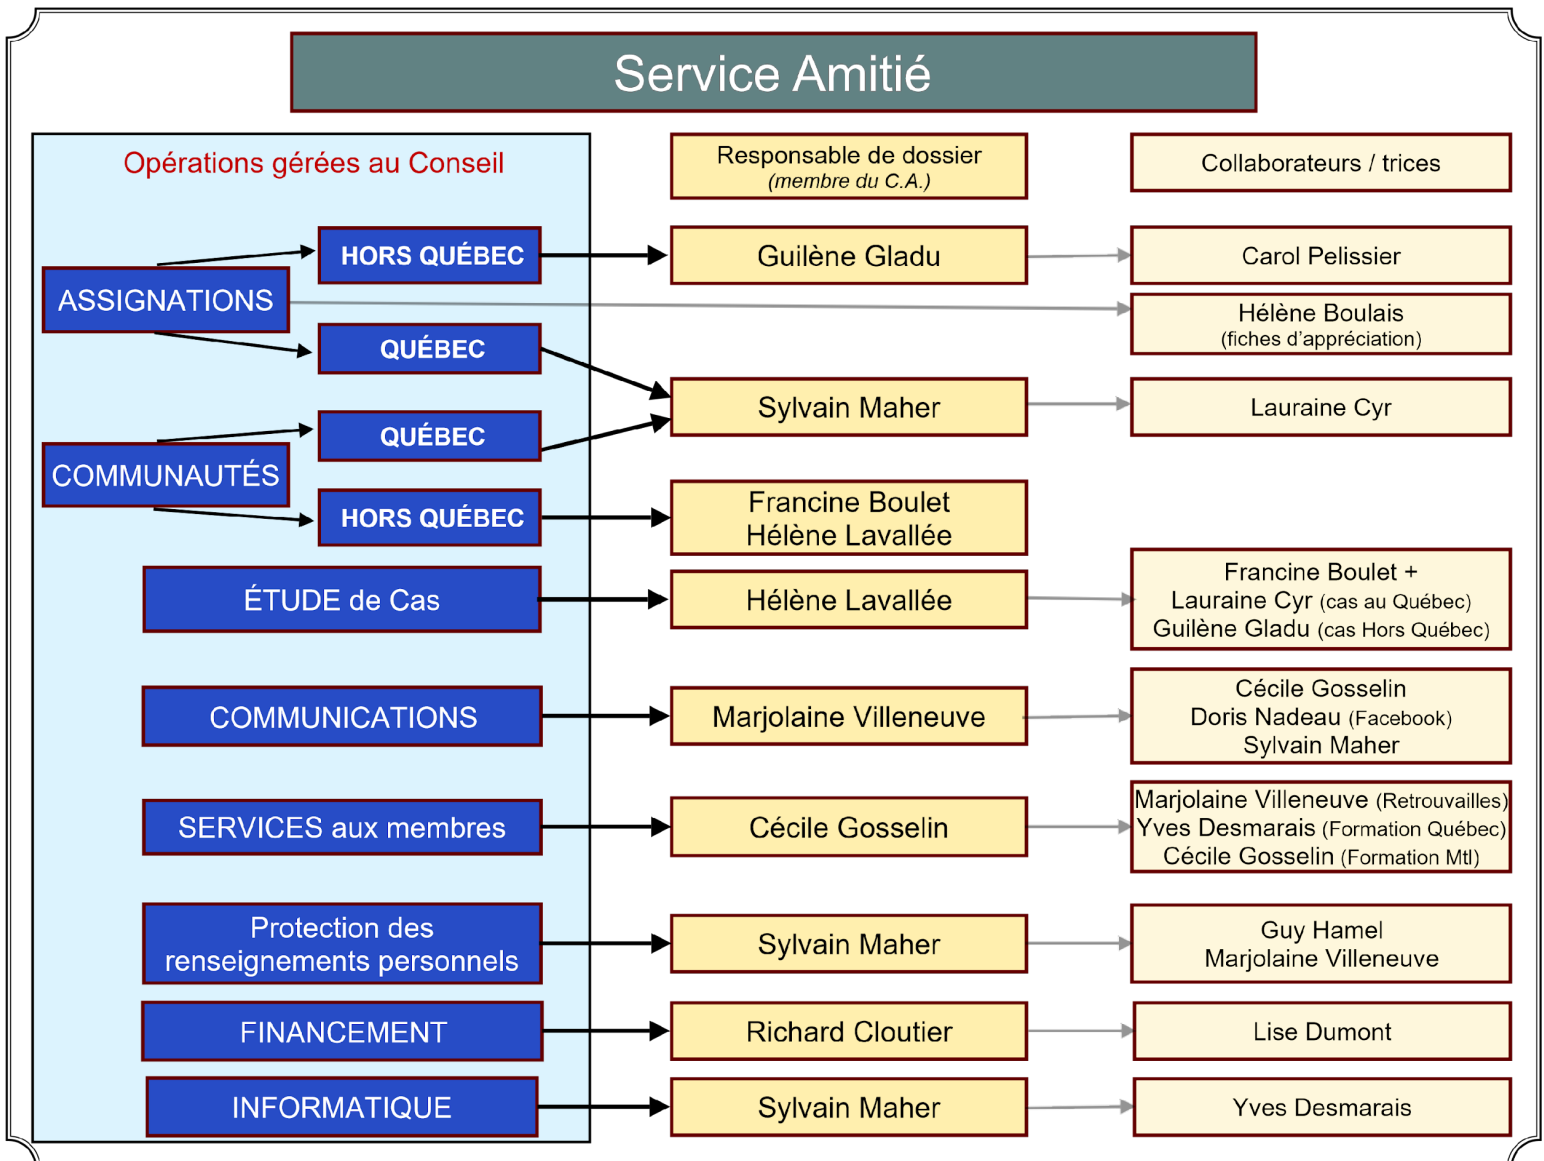 Service Amitié
Opérations gérées au Conseil
Responsable de dossier
(membre du C.A.)
Collaborateurs / trices
HORS QUÉBEC
Guilène Gladu
Carol Pelissier
ASSIGNATIONS
Hélène Boulais
(fiches d'appréciation)
QUÉBEC
Sylvain Maher
Lauraine Cyr
QUÉBEC
COMMUNAUTÉS
HORS QUÉBEC
Francine Boulet
Hélène Lavallée
ÉTUDE de Cas
Hélène Lavallée
Francine Boulet +
Lauraine Cyr (cas au Québec)
Guilène Gladu (cas Hors Québec)
COMMUNICATIONS
Marjolaine Villeneuve
Cécile Gosselin
Doris Nadeau (Facebook)
Sylvain Maher
SERVICES aux membres
Cécile Gosselin
Marjolaine Villeneuve (Retrouvailles)
Yves Desmarais (Formation Québec)
Cécile Gosselin (Formation Mtl)
Protection des
renseignements personnels
Sylvain Maher
Guy Hamel
Marjolaine Villeneuve
FINANCEMENT
Richard Cloutier
Lise Dumont
INFORMATIQUE
Sylvain Maher
Yves Desmarais